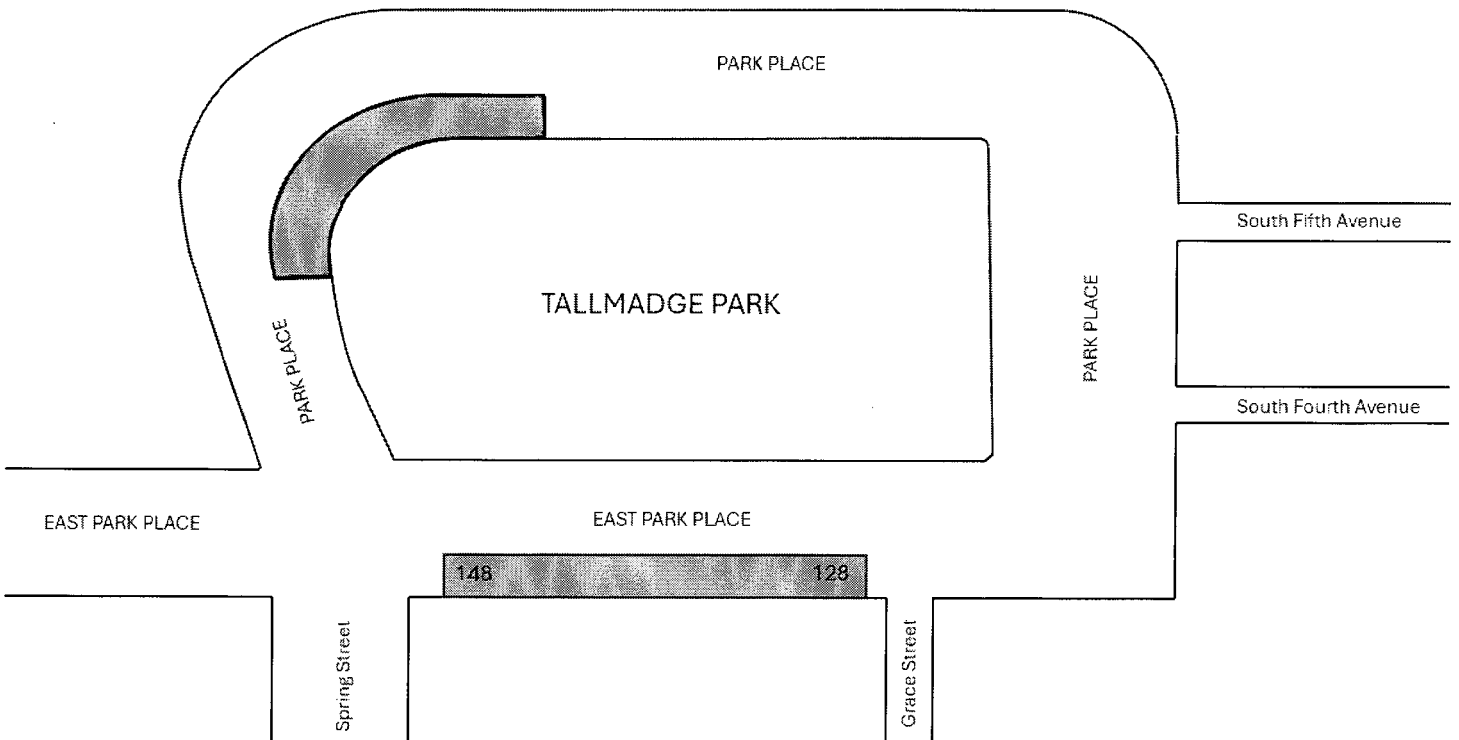 PARK PLACE
South Fifth Avenue
TALLMADGE PARK
PARK PLACE
PARK PLACE
South Fourth Avenue
EAST PARK PLACE
EAST PARK PLACE
148
128
Spring Street
Grace Street